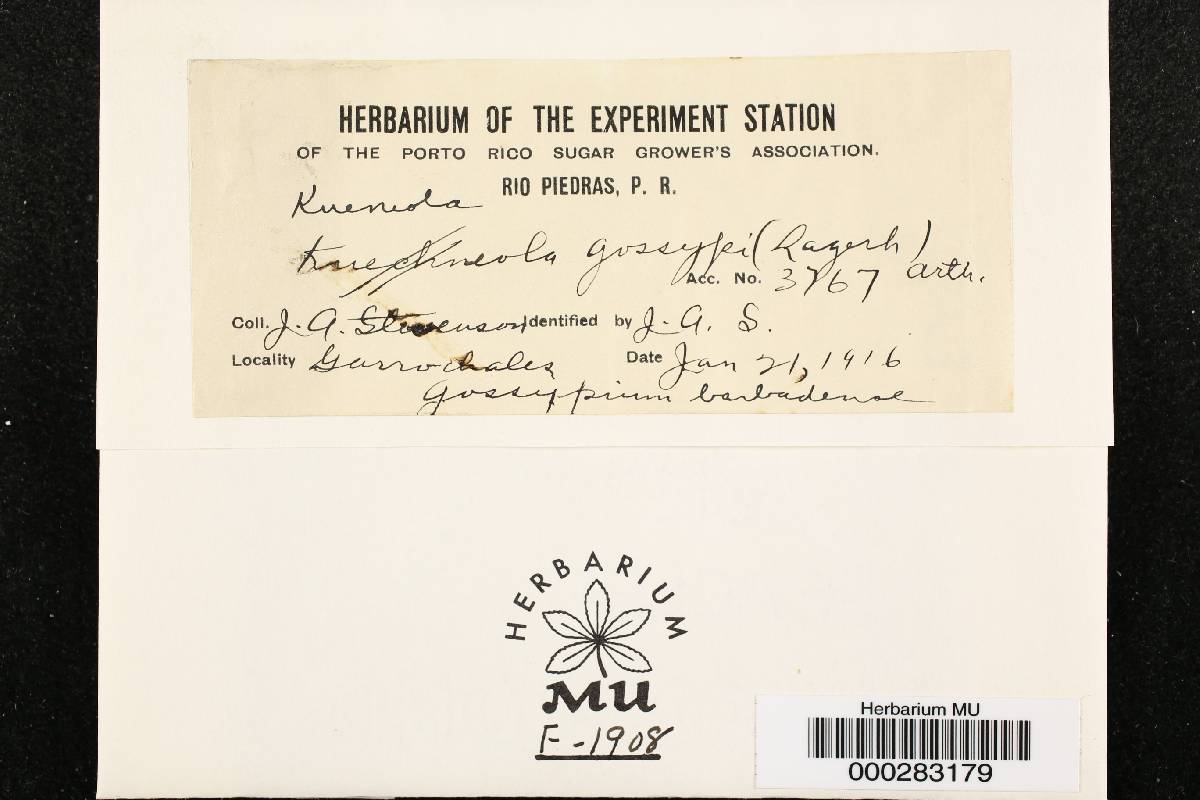 HERBARIUM OF THE EXPERIMENT STATION
OF THE PORTO RICO SUGAR GROWER'S ASSOCIATION.
RIO PIEDRAS, P. R.
Kueneola
Kuehneola gossypi (Lagerh) Arth.
Acc. No. 3767
Coll. J. A. Stevenson Identified by J. A. S.
Locality Garrochales Date Jan 21, 1916
Gossypium barbadense
HERBARIUM
MU
F-1908
Herbarium MU
000283179